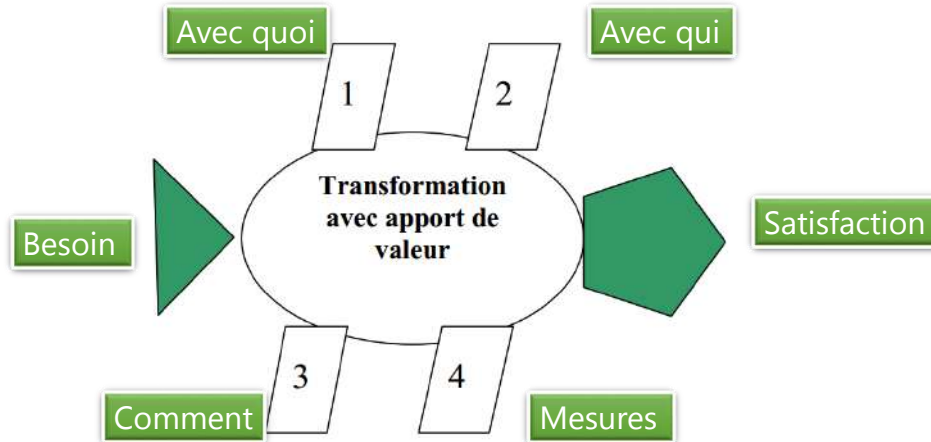 Avec quoi
Avec qui
1
2
Transformation
avec apport de
valeur
Besoin
Satisfaction
3
4
Comment
Mesures